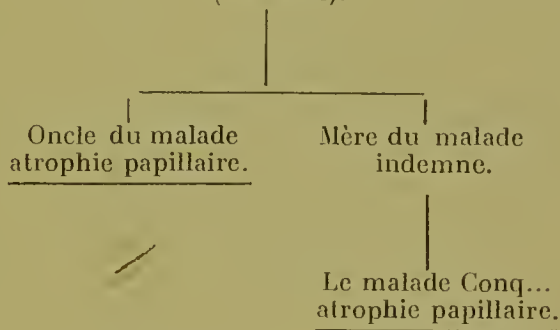 Oncle du malade
atrophie papillaire.
Mère du malade
indemne.
Le malade Conq...
atrophie papillaire.